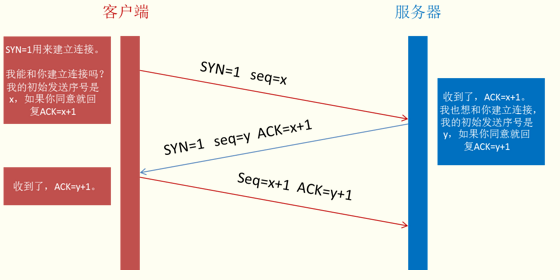 客户端
服务器
SYN=1用来建立连接。
我能和你建立连接吗？
我的初始发送序号是
x，如果你同意就回
复ACK=x+1
SYN=1 seq=x
收到了，ACK=x+1。
我也想和你建立连接，
我的初始发送序号是
y，如果你同意就回
复ACK=y+1
SYN=1 seq=y ACK=x+1
收到了，ACK=y+1。
Seq=x+1 ACK=y+1